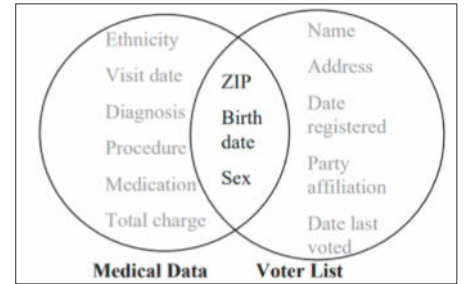 Ethnicity
Visit date
Diagnosis
Procedure
Medication
Total charge
ZIP
Birth
date
Sex
Name
Address
Date
registered
Party
affiliation
Date last
voted
Medical Data
Voter List